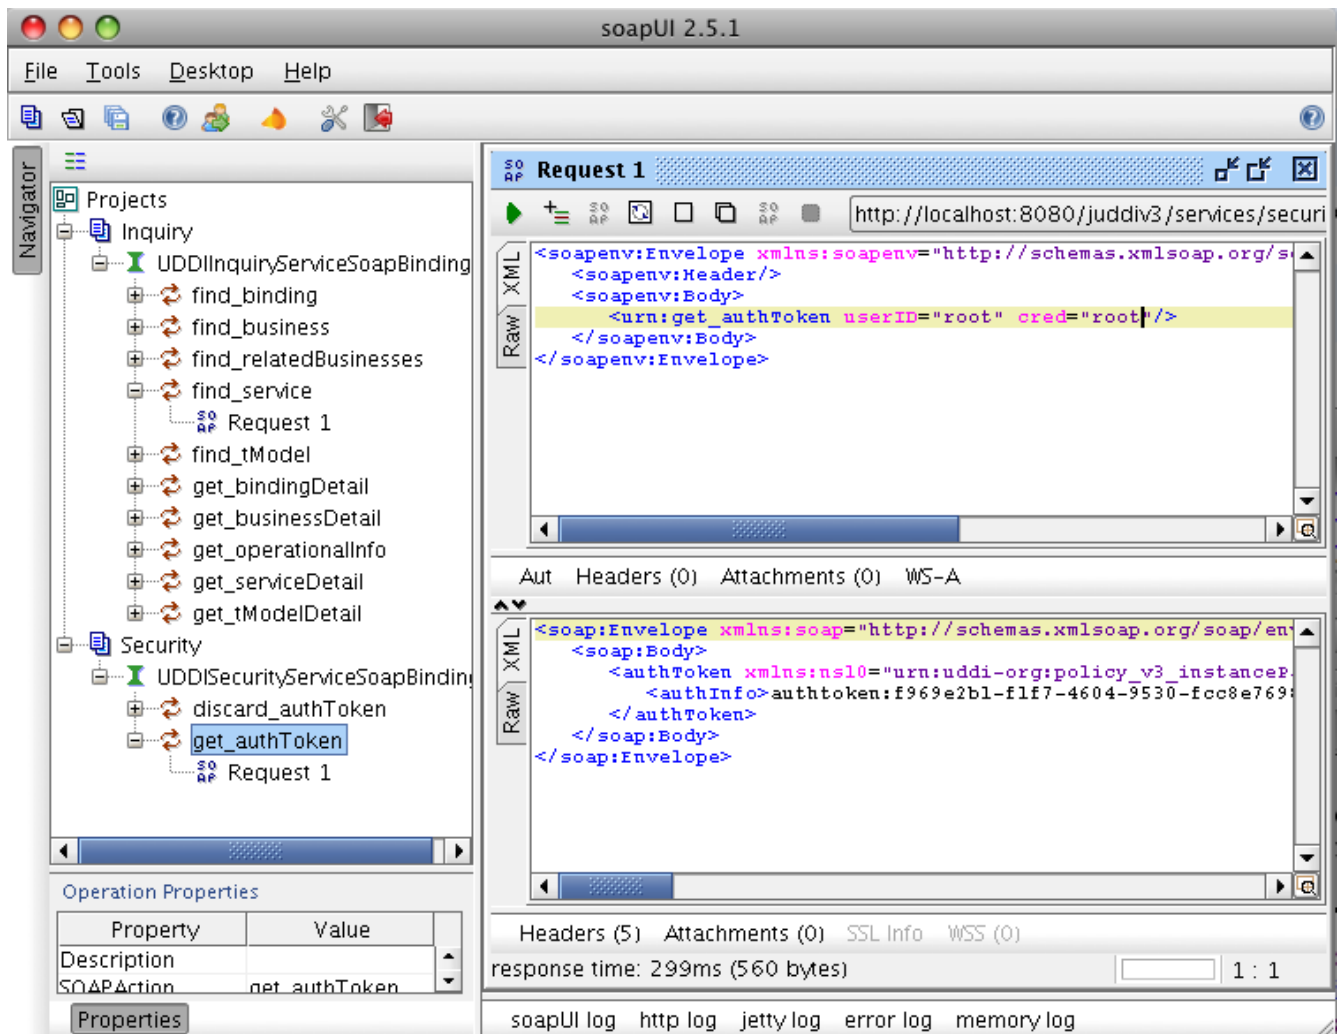 soapUI 2.5.1
File Tools Desktop Help
Navigator
Projects
Inquiry
UDDIInquiryServiceSoapBinding
find_binding
find_business
find_relatedBusinesses
find_service
Request 1
find_tModel
get_bindingDetail
get_businessDetail
get_operationalInfo
get_serviceDetail
get_tModelDetail
Security
UDDISecurityServiceSoapBinding
discard_authToken
get_authToken
Request 1
Operation Properties
Property Value
Description
SOAPAction get_authToken
Properties
SOAP Request 1
http://localhost:8080/juddiv3/services/securi
XML
Raw
<soapenv:Envelope xmlns:soapenv="http://schemas.xmlsoap.org/s
<soapenv:Header/>
<soapenv:Body>
<urn:get_authToken userID="root" cred="root"/>
</soapenv:Body>
</soapenv:Envelope>
Aut Headers (0) Attachments (0) WS-A
XML
Raw
<soap:Envelope xmlns:soap="http://schemas.xmlsoap.org/soap/en
<soap:Body>
<authToken xmlns:ns10="urn:uddi-org:policy_v3_instanceP
<authInfo>authtoken:f969e2b1-f1f7-4604-9530-fcc8e769
</authToken>
</soap:Body>
</soap:Envelope>
Headers (5) Attachments (0) SSL Info WSS (0)
response time: 299ms (560 bytes) 1 : 1
soapUI log http log jetty log error log memory log